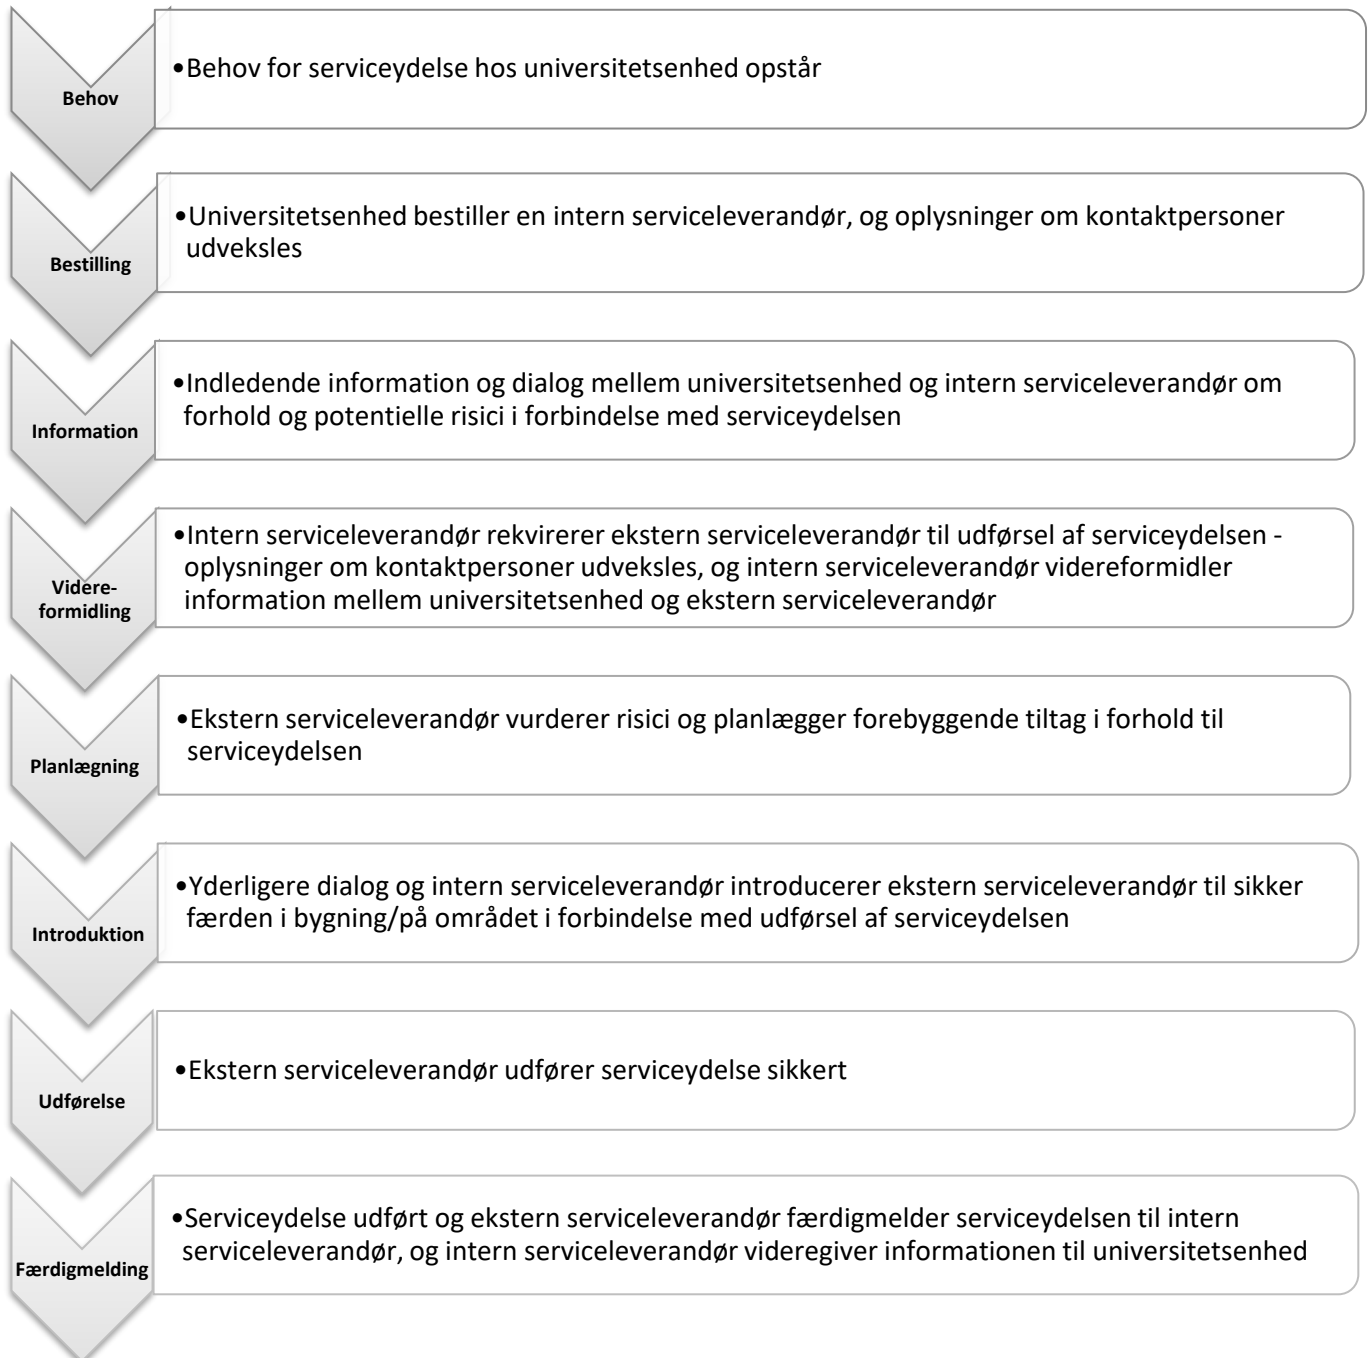 Behov
•Behov for serviceydelse hos universitetsenhed opstår
Bestilling
•Universitetsenhed bestiller en intern serviceleverandør, og oplysninger om kontaktpersoner
udveksles
Information
•Indledende information og dialog mellem universitetsenhed og intern serviceleverandør om
forhold og potentielle risici i forbindelse med serviceydelsen
Videre-
formidling
•Intern serviceleverandør rekvirerer ekstern serviceleverandør til udførsel af serviceydelsen -
oplysninger om kontaktpersoner udveksles, og intern serviceleverandør videreformidler
information mellem universitetsenhed og ekstern serviceleverandør
Planlægning
•Ekstern serviceleverandør vurderer risici og planlægger forebyggende tiltag i forhold til
serviceydelsen
Introduktion
•Yderligere dialog og intern serviceleverandør introducerer ekstern serviceleverandør til sikker
færden i bygning/på området i forbindelse med udførsel af serviceydelsen
Udførelse
•Ekstern serviceleverandør udfører serviceydelse sikkert
Færdigmelding
•Serviceydelse udført og ekstern serviceleverandør færdigmelder serviceydelsen til intern
serviceleverandør, og intern serviceleverandør videregiver informationen til universitetsenhed